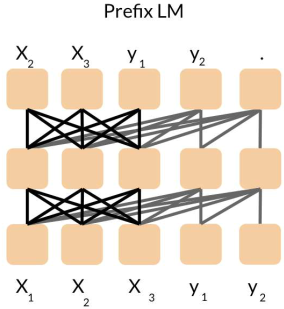 Prefix LM
X2 X3 y1 y2 .
X1 X2 X3 y1 y2